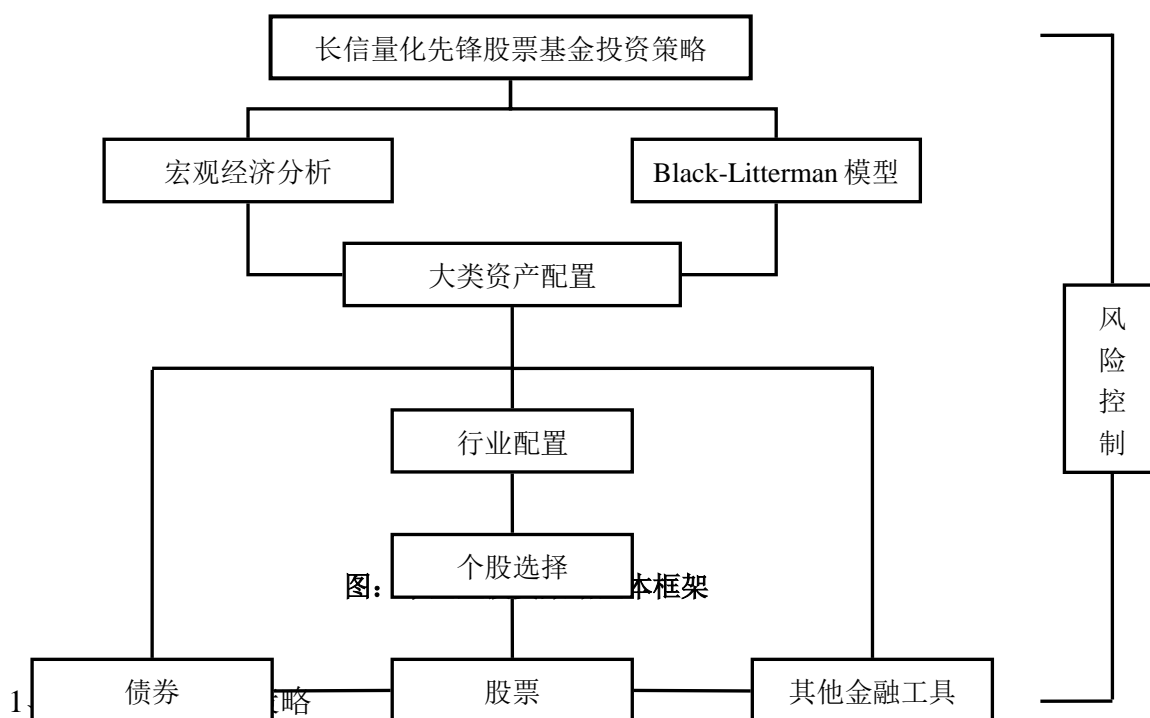 长信量化先锋股票基金投资策略
宏观经济分析
Black-Litterman 模型
大类资产配置
风
险
控
制
行业配置
个股选择
图：
本框架
债券
股票
其他金融工具
1、
略